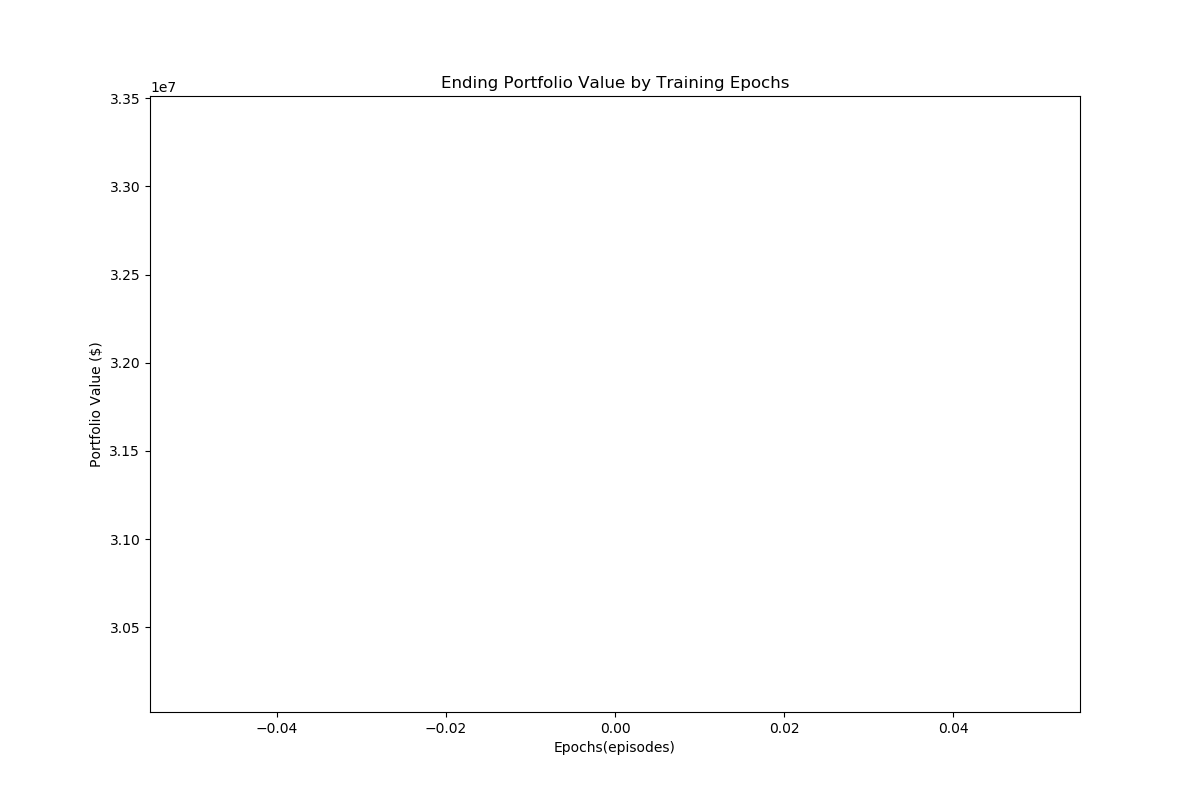 Ending Portfolio Value by Training Epochs
1e7
3.35
3.30
3.25
3.20
3.15
3.10
3.05
Portfolio Value ($)
−0.04 −0.02 0.00 0.02 0.04
Epochs(episodes)